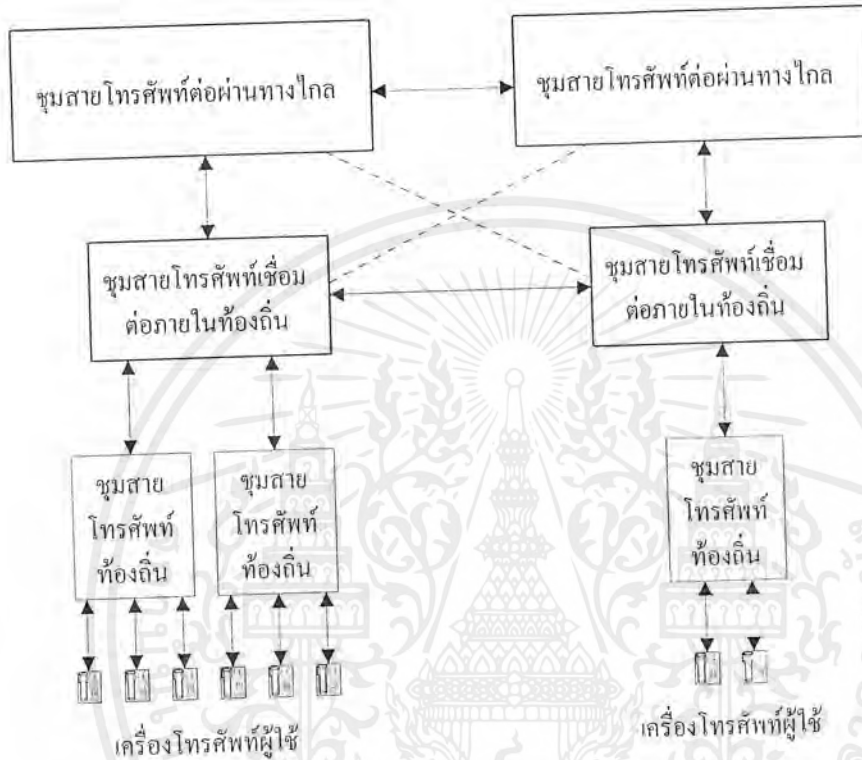 ชุมสายโทรศัพท์ต่อผ่านทางไกล
ชุมสายโทรศัพท์ต่อผ่านทางไกล
ชุมสายโทรศัพท์เชื่อม
ต่อภายในท้องถิ่น
ชุมสายโทรศัพท์เชื่อม
ต่อภายในท้องถิ่น
ชุมสาย
โทรศัพท์
ท้องถิ่น
ชุมสาย
โทรศัพท์
ท้องถิ่น
ชุมสาย
โทรศัพท์
ท้องถิ่น
เครื่องโทรศัพท์ผู้ใช้
เครื่องโทรศัพท์ผู้ใช้